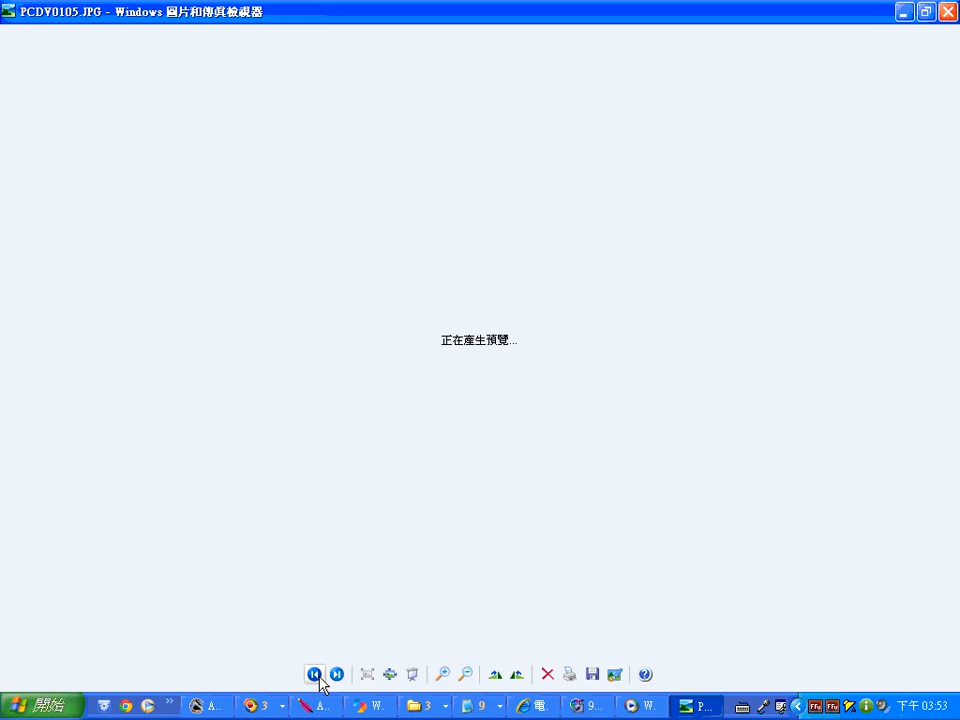 PCDV0105.JPG - Windows 圖片和傳真檢視器
正在產生預覽...
開始
»
A..
3
A..
W..
3
9
電..
9...
W..
P...
下午 03:53